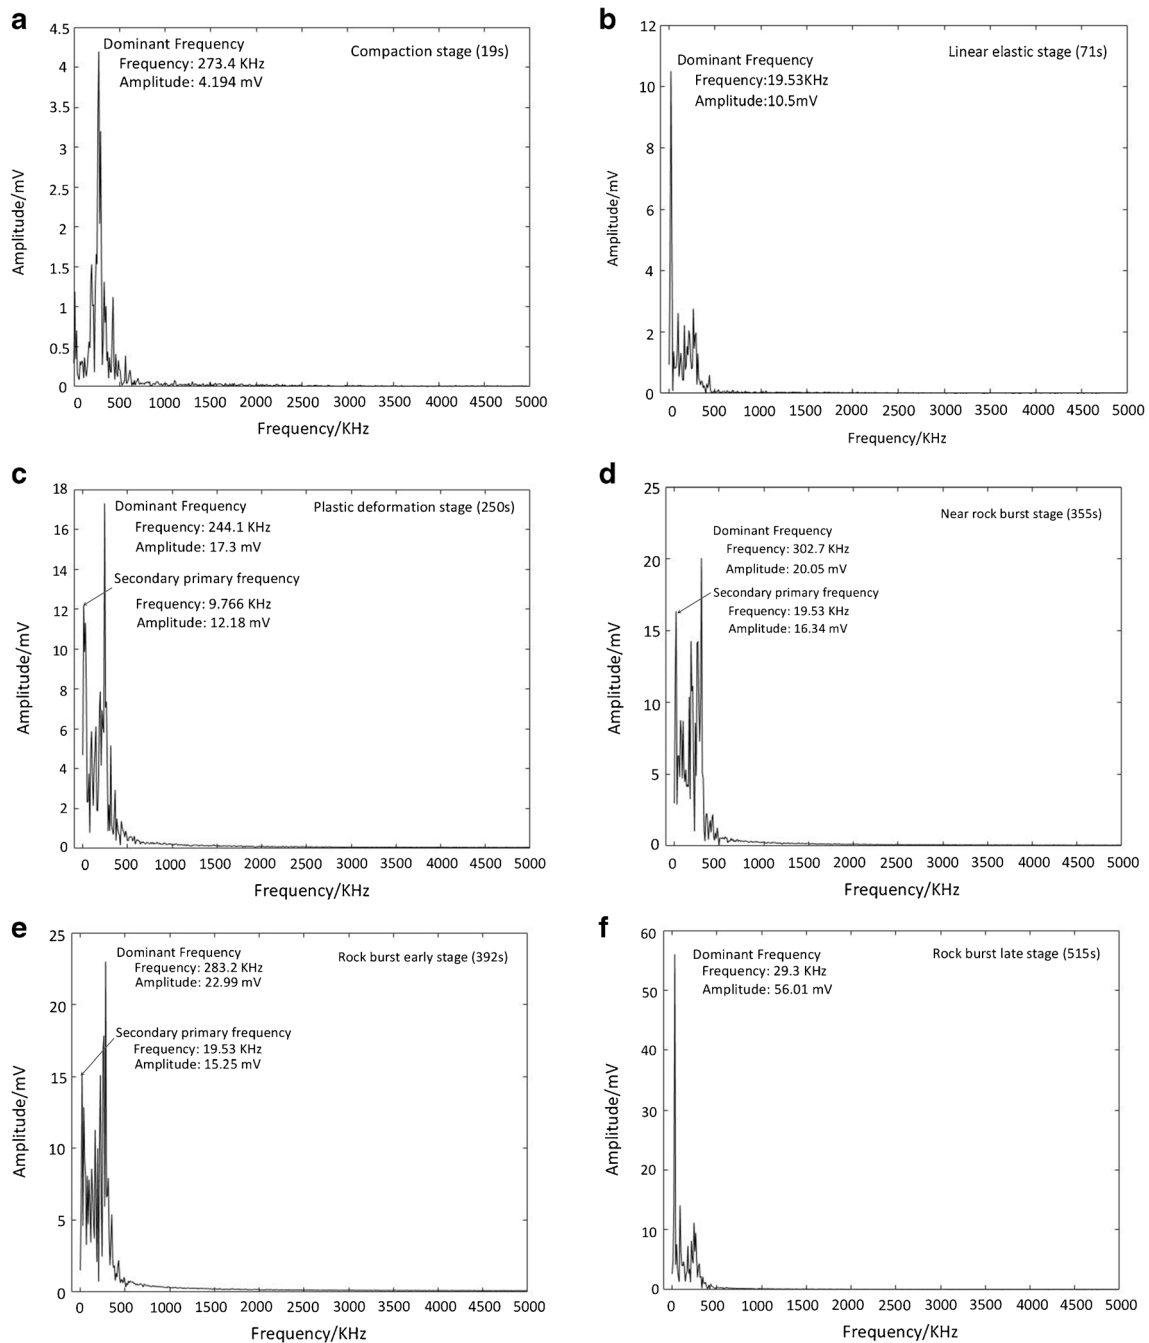 a
4.5
4
3.5
3
2.5
2
1.5
1
0.5
0
Dominant Frequency
Frequency: 273.4 KHz
Amplitude: 4.194 mV
Compaction stage (19s)
Amplitude/mV
0 500 1000 1500 2000 2500 3000 3500 4000 4500 5000
Frequency/KHz
b
12
10
8
6
4
2
0
Dominant Frequency
Frequency:19.53KHz
Amplitude:10.5mV
Linear elastic stage (71s)
Amplitude/mV
0 500 1000 1500 2000 2500 3000 3500 4000 4500 5000
Frequency/KHz
c
18
16
14
12
10
8
6
4
2
0
Dominant Frequency
Frequency: 244.1 KHz
Amplitude: 17.3 mV
Secondary primary frequency
Frequency: 9.766 KHz
Amplitude: 12.18 mV
Plastic deformation stage (250s)
Amplitude/mV
0 500 1000 1500 2000 2500 3000 3500 4000 4500 5000
Frequency/KHz
d
25
20
15
10
5
0
Near rock burst stage (355s)
Dominant Frequency
Frequency: 302.7 KHz
Amplitude: 20.05 mV
Secondary primary frequency
Frequency: 19.53 KHz
Amplitude: 16.34 mV
Amplitude/mV
0 500 1000 1500 2000 2500 3000 3500 4000 4500 5000
Frequency/KHz
e
25
20
15
10
5
0
Dominant Frequency
Frequency: 283.2 KHz
Amplitude: 22.99 mV
Secondary primary frequency
Frequency: 19.53 KHz
Amplitude: 15.25 mV
Rock burst early stage (392s)
Amplitude/mV
0 500 1000 1500 2000 2500 3000 3500 4000 4500 5000
Frequency/KHz
f
60
50
40
30
20
10
0
Dominant Frequency
Frequency: 29.3 KHz
Amplitude: 56.01 mV
Rock burst late stage (515s)
Amplitude/mV
0 500 1000 1500 2000 2500 3000 3500 4000 4500 5000
Frequency/KHz